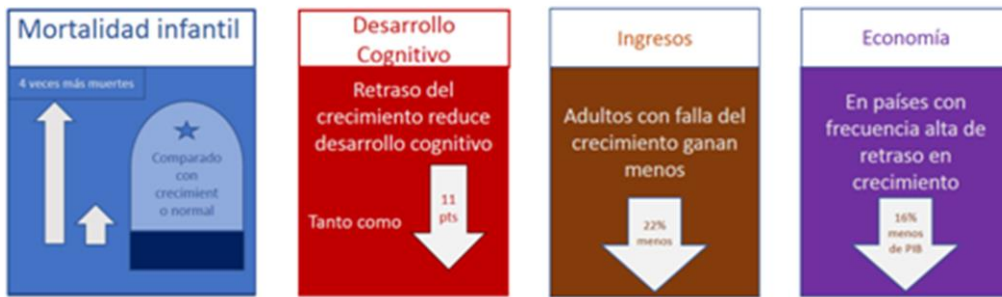 Mortalidad infantil
4 veces más muertes
Comparado
con
crecimient
o normal
Desarrollo
Cognitivo
Retraso del
crecimiento reduce
desarrollo cognitivo
Tanto como
11
pts
Ingresos
Adultos con falla del
crecimiento ganan
menos
22%
menos
Economía
En países con
frecuencia alta de
retraso en
crecimiento
16%
menos
de PIB